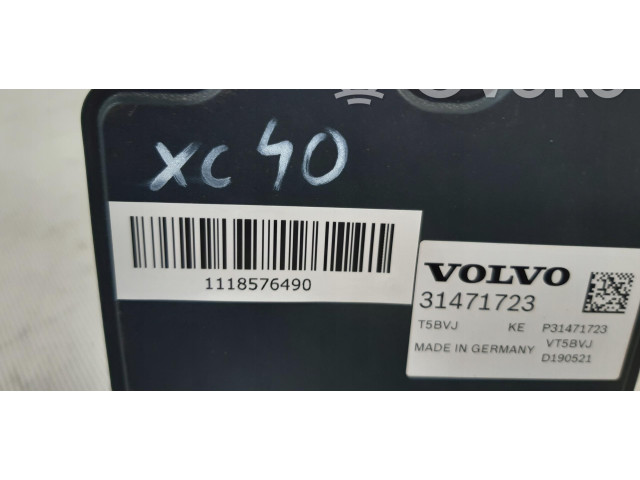 xc 40
1118576490
VOLVO
31471723
T5BVJ KE P31471723
VT5BVJ
MADE IN GERMANY
D190521